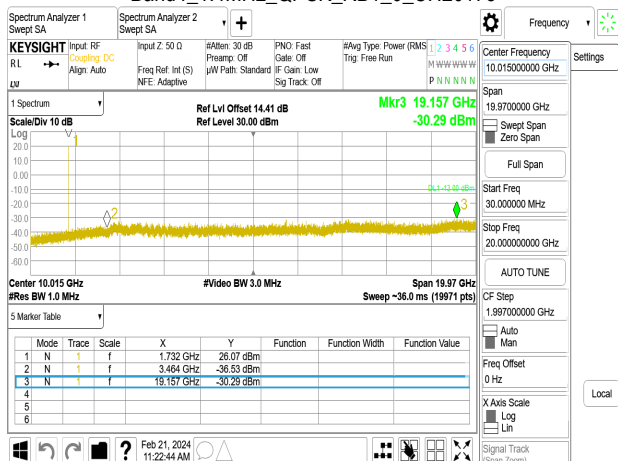 Spectrum Analyzer 1
Swept SA
Spectrum Analyzer 2
Swept SA
Frequency
KEYSIGHT
RL
Input: RF
Coupling: DC
Align: Auto
Input Z: 50 Ω
Freq Ref: Int (S)
NFE: Adaptive
#Atten: 30 dB
Preamp: Off
µW Path: Standard
PNO: Fast
Gate: Off
IF Gain: Low
Sig Track: Off
#Avg Type: Power (RMS
Trig: Free Run
1 2 3 4 5 6
M W W W W W
P N N N N N
Center Frequency
10.015000000 GHz
Settings
Span
19.9700000 GHz
Swept Span
Zero Span
Full Span
Start Freq
30.000000 MHz
Stop Freq
20.000000000 GHz
AUTO TUNE
CF Step
1.997000000 GHz
Auto
Man
Freq Offset
0 Hz
X Axis Scale
Log
Lin
Local
Signal Track
(Span Zoom)
1 Spectrum
Scale/Div 10 dB
Ref Lvl Offset 14.41 dB
Ref Level 30.00 dBm
Mkr3 19.157 GHz
-30.29 dBm
Log
20.0
10.0
0.00
-10.0
-20.0
-30.0
-40.0
-50.0
-60.0
1
2
3
DL1 -13.00 dBm
Center 10.015 GHz
#Video BW 3.0 MHz
Span 19.97 GHz
#Res BW 1.0 MHz
Sweep ~36.0 ms (19971 pts)
5 Marker Table
Mode Trace Scale X Y Function Function Width Function Value
1 N 1 f 1.732 GHz 26.07 dBm
2 N 1 f 3.464 GHz -36.53 dBm
3 N 1 f 19.157 GHz -30.29 dBm
4
5
6
?
Feb 21, 2024
11:22:44 AM